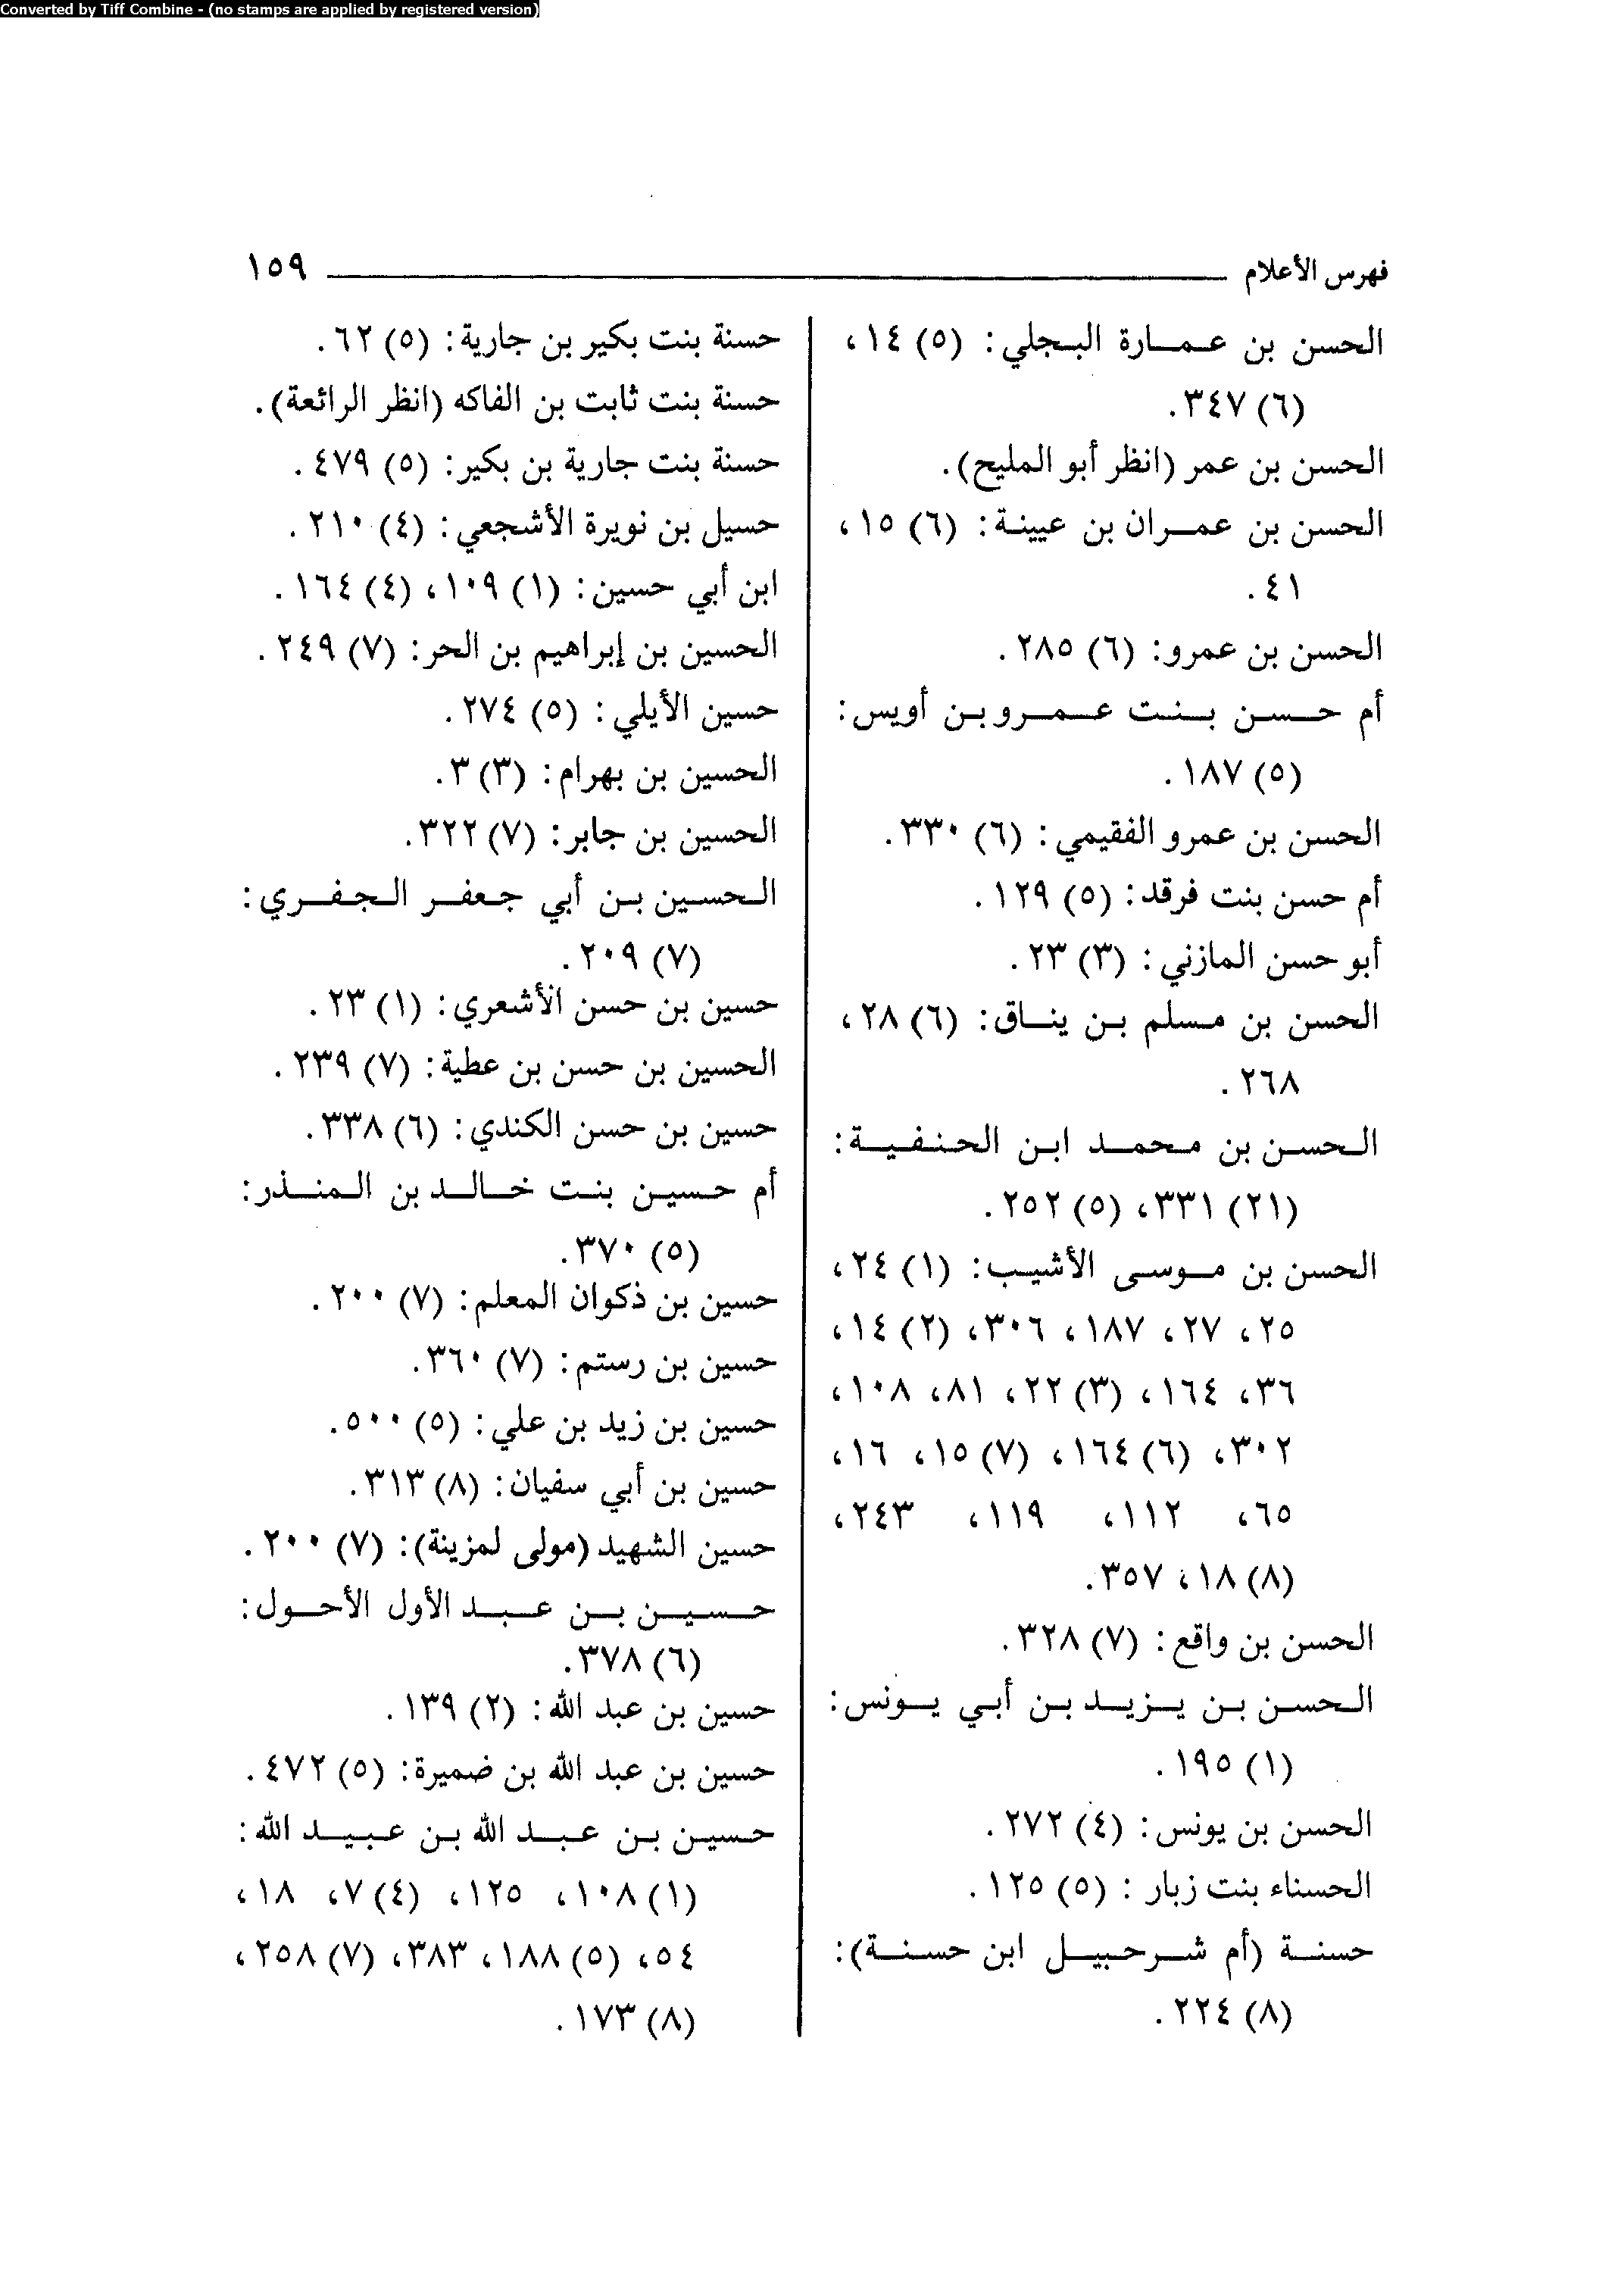 Converted by Tiff Combine - (no stamps are applied by registered version)
فهرس الأعلام ١٥٩
الحسن بن عمارة البجلي: (٥) ١٤،
(٦) ٣٤٧.
الحسن بن عمر (انظر أبو المليح).
الحسن بن عمران بن عيينة: (٦) ١٥،
٤١.
الحسن بن عمرو: (٦) ٢٨٥.
أم حسن بنت عمرو بن أويس:
(٥) ١٨٧.
الحسن بن عمرو الفقيمي: (٦) ٣٣٠.
أم حسن بنت فرقد: (٥) ١٢٩.
أبو حسن المازني: (٣) ٢٣.
الحسن بن مسلم بن يناق: (٦) ٢٨،
٢٦٨.
الحسن بن محمد ابن الحنفية:
(٢١) ٣٣١، (٥) ٢٥٢.
الحسن بن موسى الأشيب: (١) ٢٤،
٢٥، ٢٧، ١٨٧، ٣٠٦، (٢) ١٤،
٣٦، ١٦٤، (٣) ٢٢، ٨١، ١٠٨،
٣٠٢، (٦) ١٦٤، (٧) ١٥، ١٦،
٦٥، ١١٢، ١١٩، ٢٤٣،
(٨) ١٨، ٣٥٧.
الحسن بن واقع: (٧) ٣٢٨.
الحسن بن يزيد بن أبي يونس:
(١) ١٩٥.
الحسن بن يونس: (٤) ٢٧٢.
الحسناء بنت زبار: (٥) ١٢٥.
حسنة (أم شرحبيل ابن حسنة):
(٨) ٢٢٤.
حسنة بنت بكير بن جارية: (٥) ٦٢.
حسنة بنت ثابت بن الفاكه (انظر الرائعة).
حسنة بنت جارية بن بكير: (٥) ٤٧٩.
حسيل بن نويرة الأشجعي: (٤) ٢١٠.
ابن أبي حسين: (١) ١٠٩، (٤) ١٦٤.
الحسين بن إبراهيم بن الحر: (٧) ٢٤٩.
حسين الأيلي: (٥) ٢٧٤.
الحسين بن بهرام: (٣) ٣.
الحسين بن جابر: (٧) ٣٢٢.
الحسين بن أبي جعفر الجفري:
(٧) ٢٠٩.
حسين بن حسن الأشعري: (١) ٢٣.
الحسين بن حسن بن عطية: (٧) ٢٣٩.
حسين بن حسن الكندي: (٦) ٣٣٨.
أم حسين بنت خالد بن المنذر:
(٥) ٣٧٠.
حسين بن ذكوان المعلم: (٧) ٢٠٠.
حسين بن رستم: (٧) ٣٦٠.
حسين بن زيد بن علي: (٥) ٥٠٠.
حسين بن أبي سفيان: (٨) ٣١٣.
حسين الشهيد (مولى لمزينة): (٧) ٢٠٠.
حسين بن عبد الأول الأحول:
(٦) ٣٧٨.
حسين بن عبد الله: (٢) ١٣٩.
حسين بن عبد الله بن ضميرة: (٥) ٤٧٢.
حسين بن عبد الله بن عبيد الله:
(١) ١٠٨، ١٢٥، (٤) ٧، ١٨،
٥٤، (٥) ١٨٨، ٣٨٣، (٧) ٢٥٨،
(٨) ١٧٣.